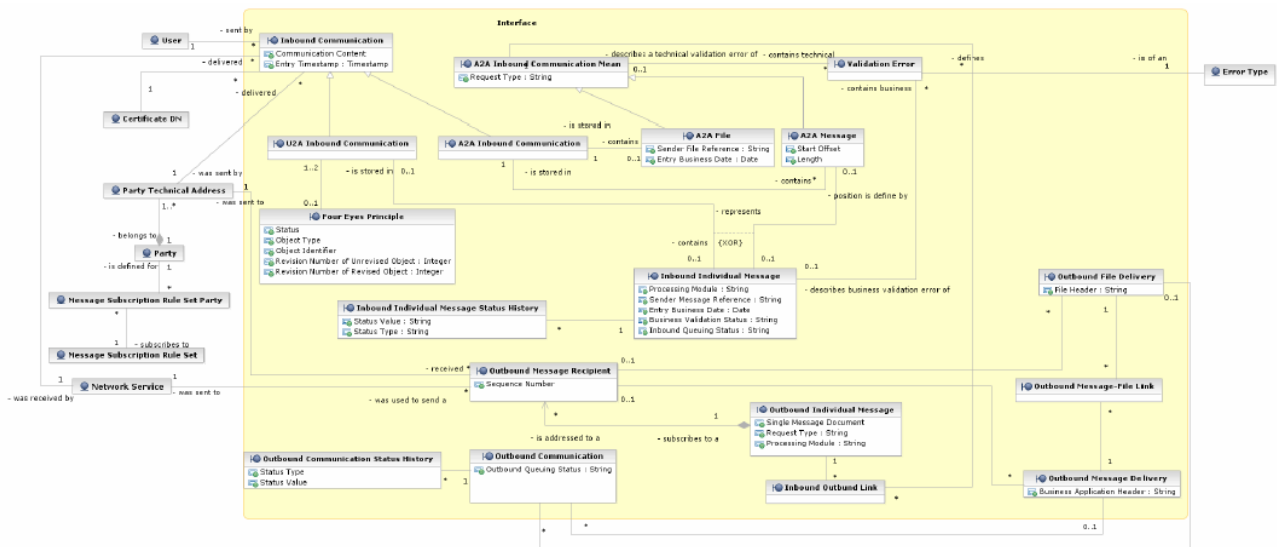 Interface
User
- sent by
1
*
Inbound Communication
Communication Content
Entry Timestamp : Timestamp
- delivered
*
*
1
- delivered
Certificate DN
- describes a technical validation error of
- contains technical
A2A Inbound Communication Mean
Request Type : String
0..1
*
Validation Error
- defines
*
- is of an
1
Error Type
- contains business
*
U2A Inbound Communication
A2A Inbound Communication
- is stored in
- contains
1
0..1
A2A File
Sender File Reference : String
Entry Business Date : Date
A2A Message
Start Offset
Length
1..2
- is stored in
0..1
1
- is stored in
- contains*
0..1
- position is define by
1
- was sent by
Party Technical Address
1
- was sent to
1..*
0..1
Four Eyes Principle
Status
Object Type
Object Identifier
Revision Number of Unrevised Object : Integer
Revision Number of Revised Object : Integer
- represents
- contains
{XOR}
0..1
0..1
0..1
- belongs to
1
Party
- is defined for
1
*
Message Subscription Rule Set Party
*
1
- subscribes to
Message Subscription Rule Set
Inbound Individual Message
Processing Module : String
Sender Message Reference : String
Entry Business Date : Date
Business Validation Status : String
Inbound Queuing Status : String
- describes business validation error of
Inbound Individual Message Status History
Status Value : String
Status Type : String
*
1
Outbound File Delivery
File Header : String
0..1
*
*
1
Network Service
1
- was received by
- was sent to
- received
*
0..1
Outbound Message Recipient
Sequence Number
*
- was used to send a
0..1
*
Outbound Message-File Link
*
1
1
Outbound Individual Message
Single Message Document
Request Type : String
Processing Module : String
*
- is addressed to a
- subscribes to a
Outbound Communication Status History
Status Type
Status Value
*
1
Outbound Communication
Outbound Queuing Status : String
1
*
Inbound Outbund Link
*
*
Outbound Message Delivery
Business Application Header : String
*
*
0..1